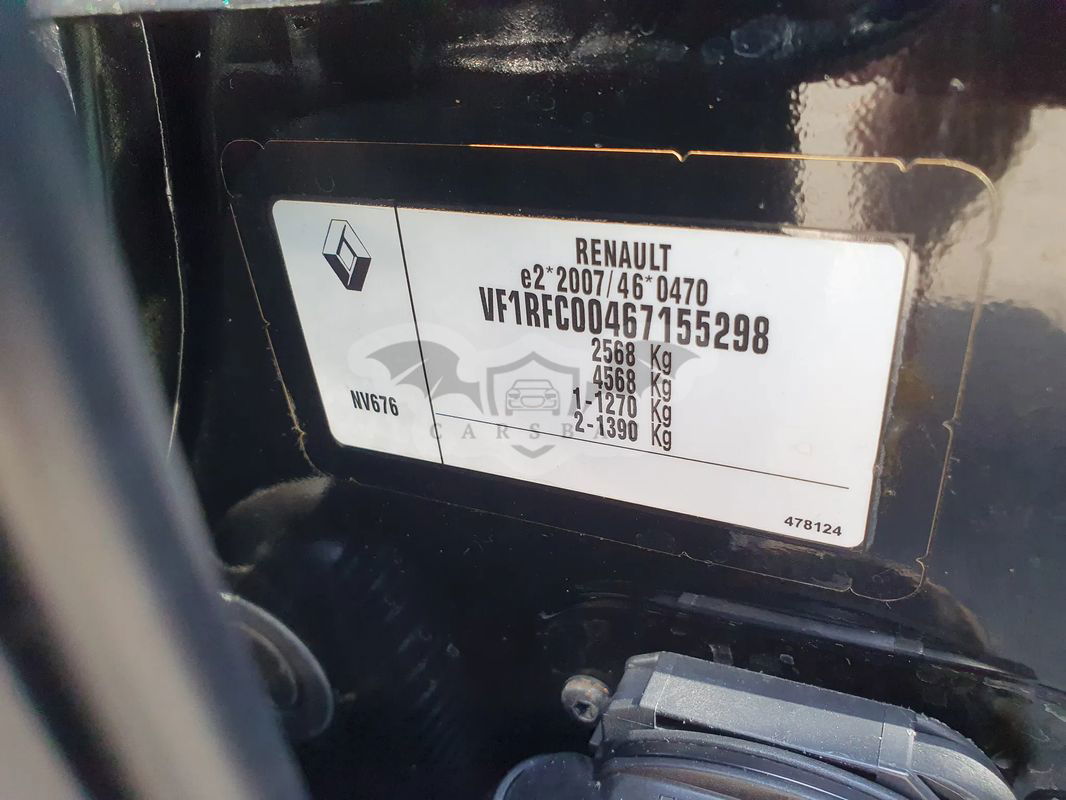 RENAULT
e2*2007/46*0470
VF1RFC00467155298
2568 Kg
4568 Kg
1-1270 Kg
2-1390 Kg
NV676
478124